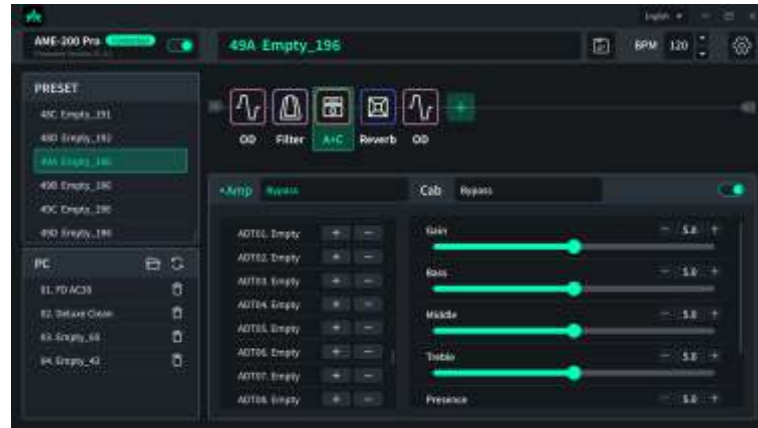 English
AME-200 Pro
49A Empty_196
BPM 120
PRESET
48C Empty_191
48D Empty_192
49A Empty_196
49B Empty_196
49C Empty_196
49D Empty_196
OD Filter A+C Reverb OD
Amp Bypass Cab Bypass
PC
01. FD AC30
02. Deluxe Clean
03. Empty_60
04. Empty_42
ADT01. Empty + −
ADT02. Empty + −
ADT03. Empty + −
ADT04. Empty + −
ADT05. Empty + −
ADT06. Empty + −
ADT07. Empty + −
ADT08. Empty + −
Gain − 5.0 +
Bass − 5.0 +
Middle − 5.0 +
Treble − 5.0 +
Presence − 5.0 +